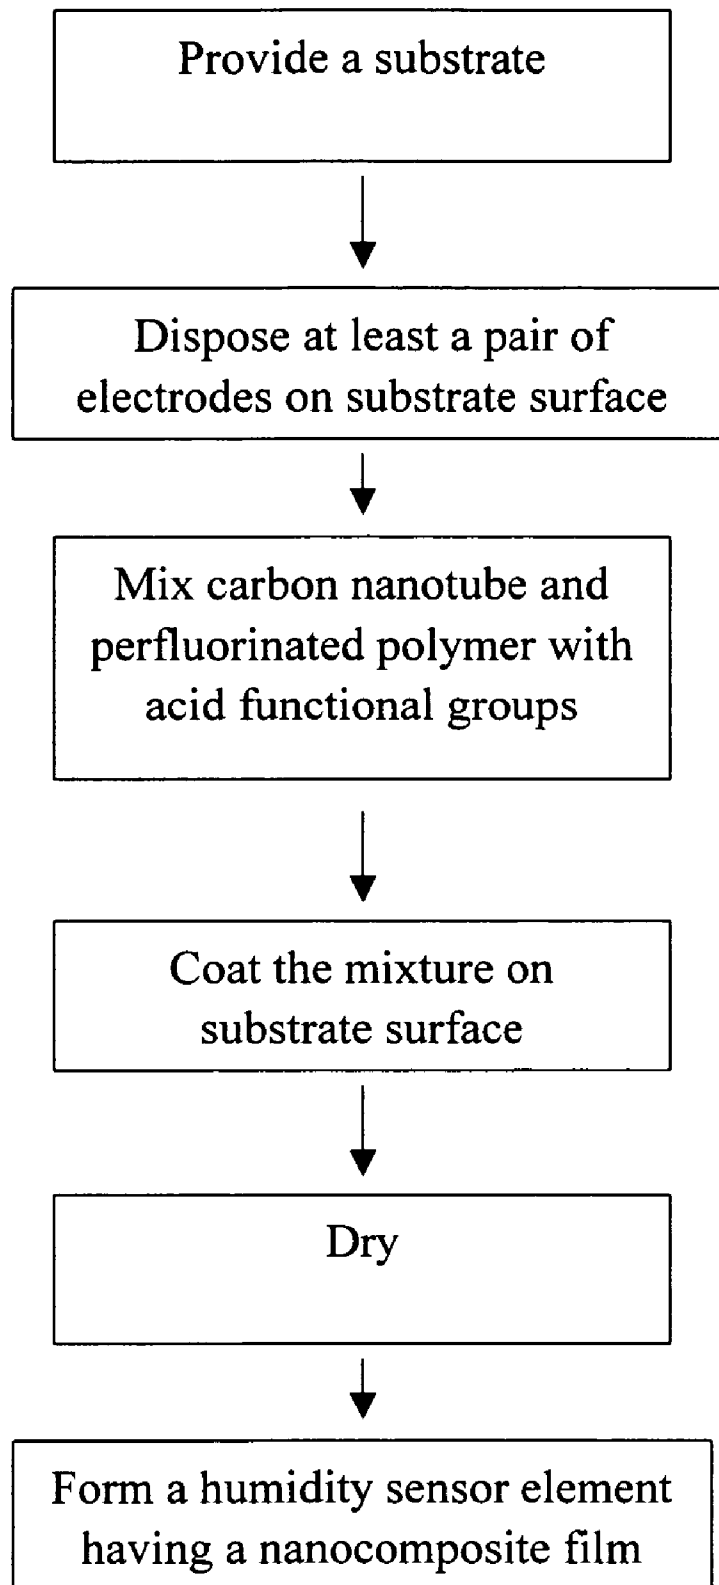 Provide a substrate
Dispose at least a pair of
electrodes on substrate surface
Mix carbon nanotube and
perfluorinated polymer with
acid functional groups
Coat the mixture on
substrate surface
Dry
Form a humidity sensor element
having a nanocomposite film